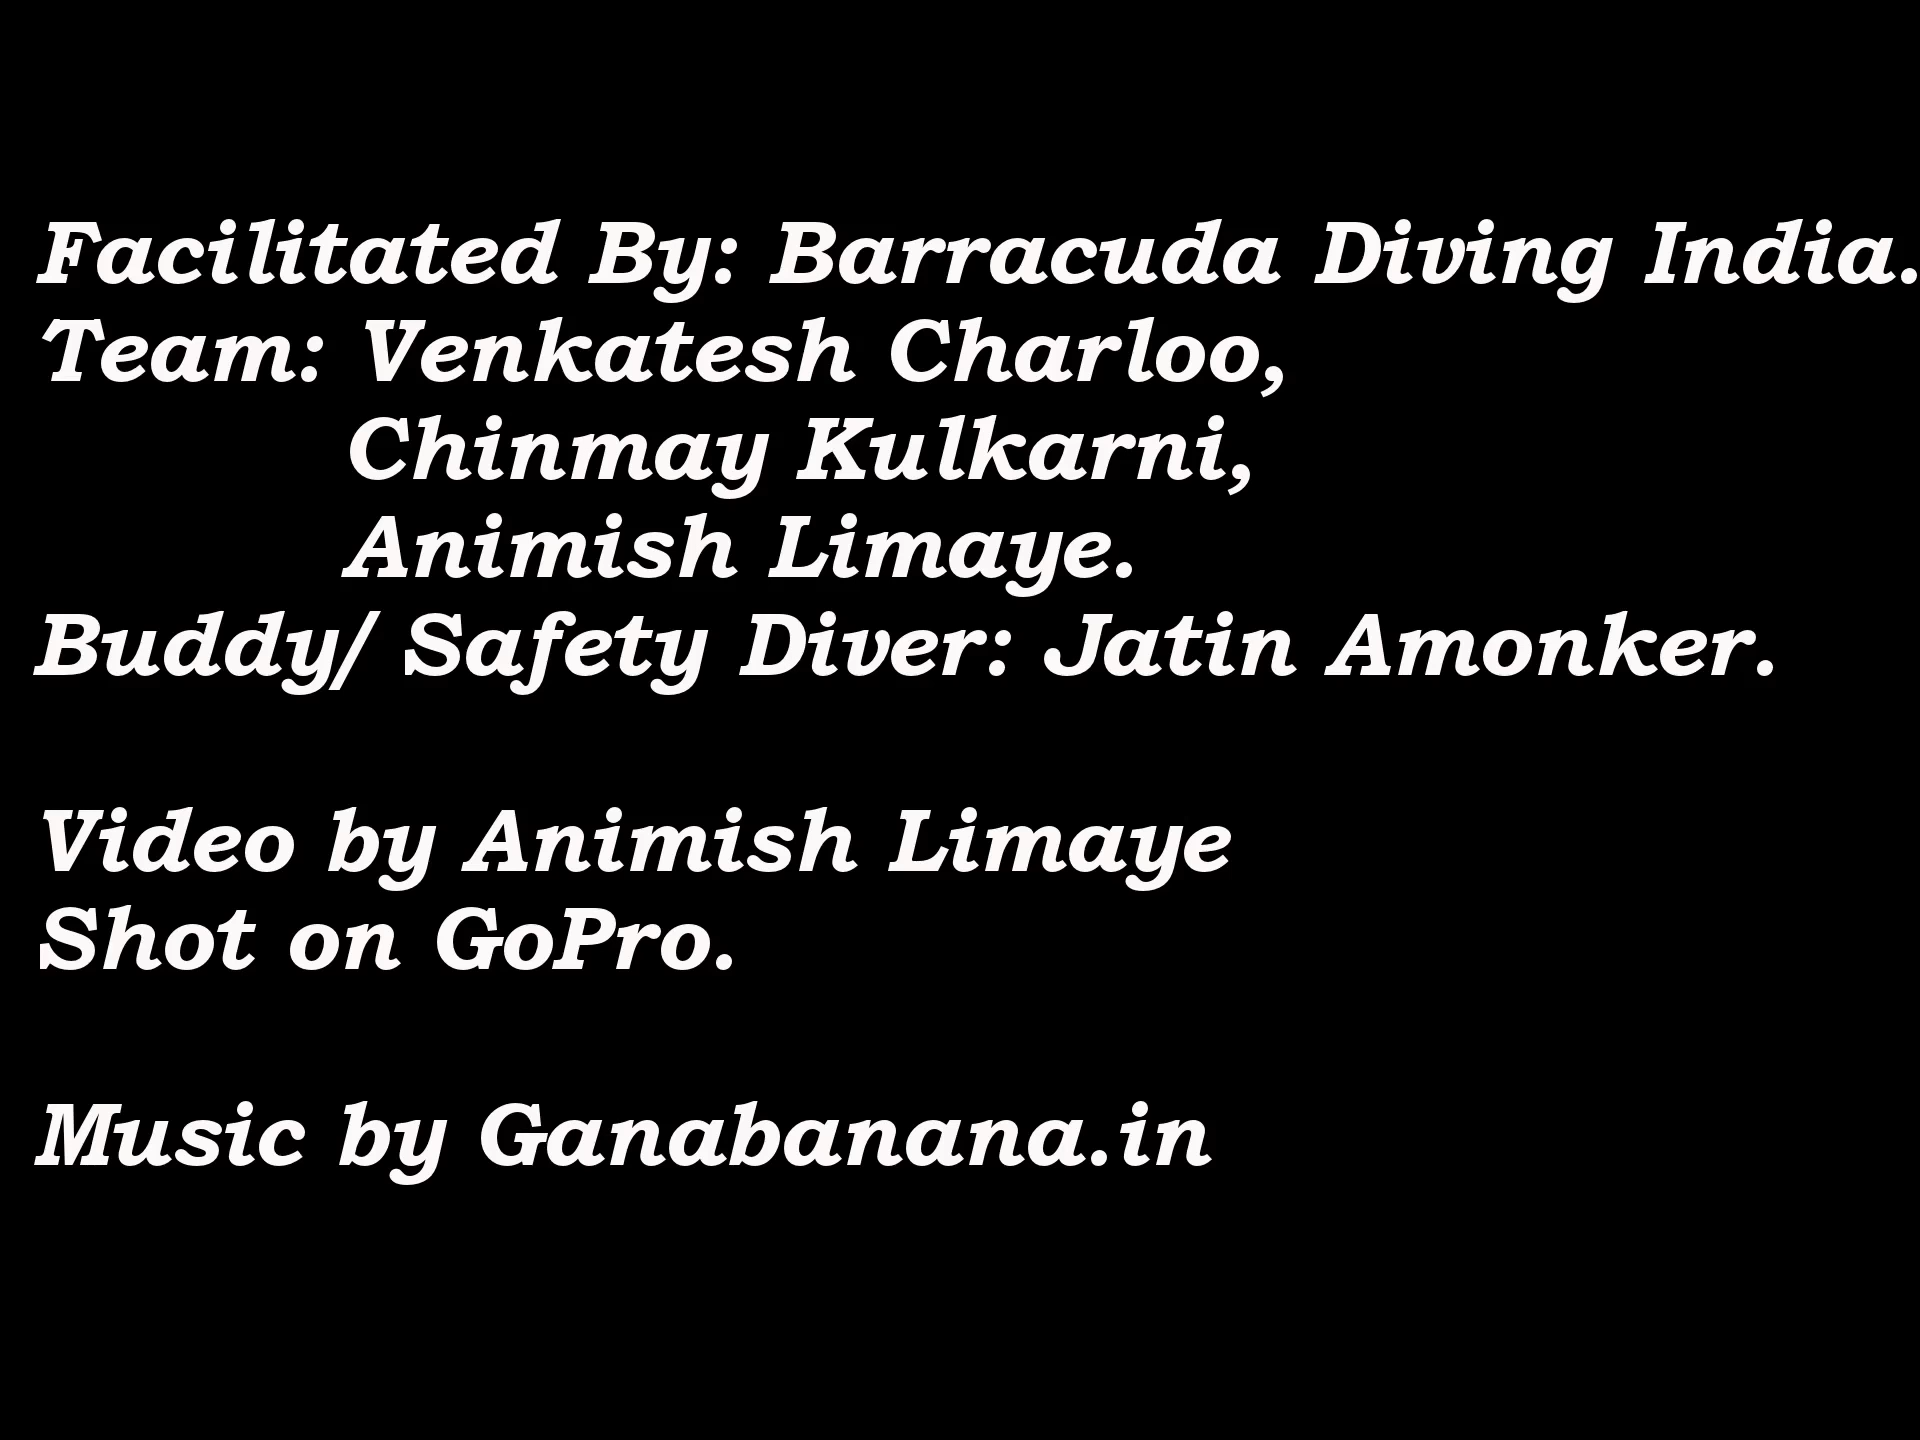 Facilitated By: Barracuda Diving India.
Team: Venkatesh Charloo,
Chinmay Kulkarni,
Animish Limaye.
Buddy/ Safety Diver: Jatin Amonker.
Video by Animish Limaye
Shot on GoPro.
Music by Ganabanana.in